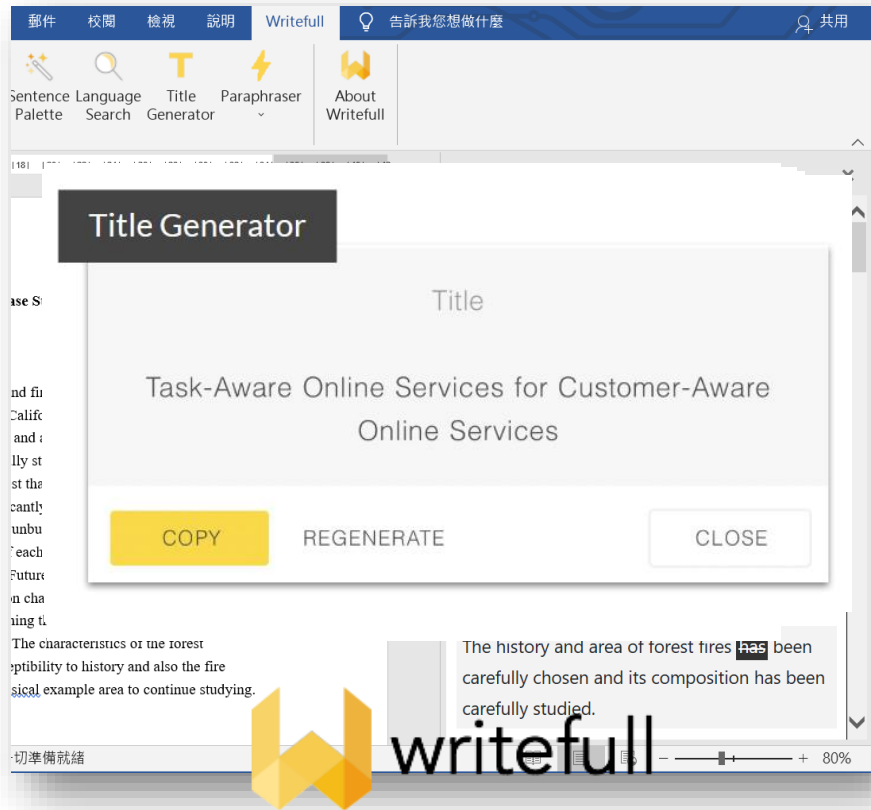 郵件 校閱 檢視 說明 Writefull 告訴我您想做什麼 共用
Sentence Palette
Language Search
Title Generator
Paraphraser
About Writefull
|18|
Title Generator
Title
Task-Aware Online Services for Customer-Aware
Online Services
COPY REGENERATE CLOSE
The characteristics of the forest
eptibility to history and also the fire
sical example area to continue studying.
The history and area of forest fires has been
carefully chosen and its composition has been
carefully studied.
切準備就緒
80%
writefull